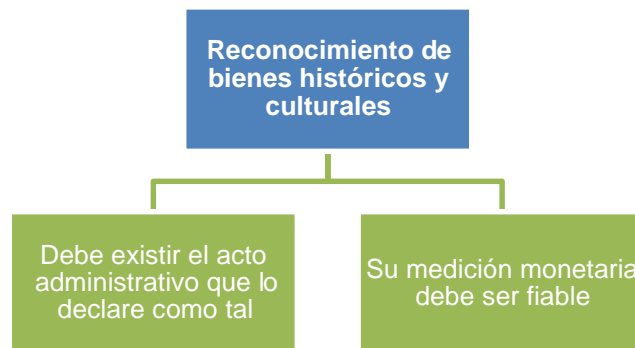 Reconocimiento de
bienes históricos y
culturales
Debe existir el acto
administrativo que lo
declare como tal
Su medición monetaria
debe ser fiable